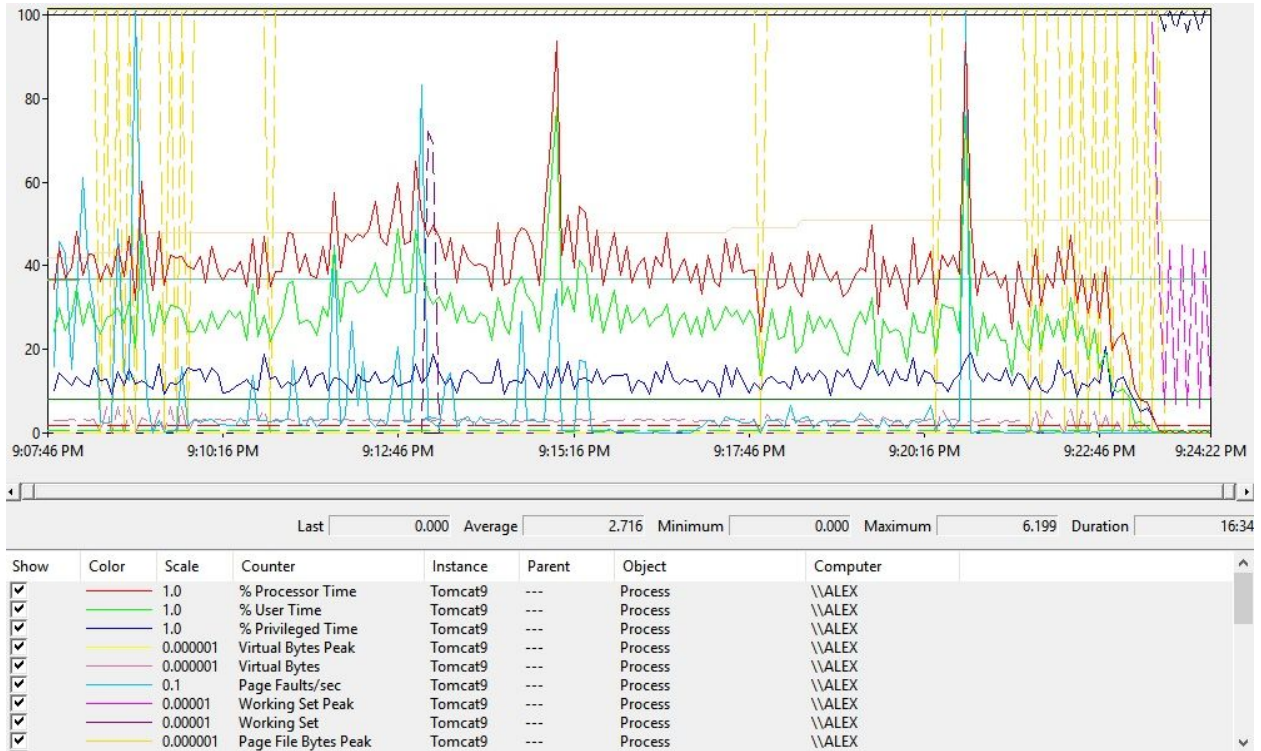 100
80
60
40
20
0
9:07:46 PM 9:10:16 PM 9:12:46 PM 9:15:16 PM 9:17:46 PM 9:20:16 PM 9:22:46 PM 9:24:22 PM
Last 0.000 Average 2.716 Minimum 0.000 Maximum 6.199 Duration 16:34
Show Color Scale Counter Instance Parent Object Computer
1.0 % Processor Time Tomcat9 --- Process \\ALEX
1.0 % User Time Tomcat9 --- Process \\ALEX
1.0 % Privileged Time Tomcat9 --- Process \\ALEX
0.000001 Virtual Bytes Peak Tomcat9 --- Process \\ALEX
0.000001 Virtual Bytes Tomcat9 --- Process \\ALEX
0.1 Page Faults/sec Tomcat9 --- Process \\ALEX
0.00001 Working Set Peak Tomcat9 --- Process \\ALEX
0.00001 Working Set Tomcat9 --- Process \\ALEX
0.000001 Page File Bytes Peak Tomcat9 --- Process \\ALEX